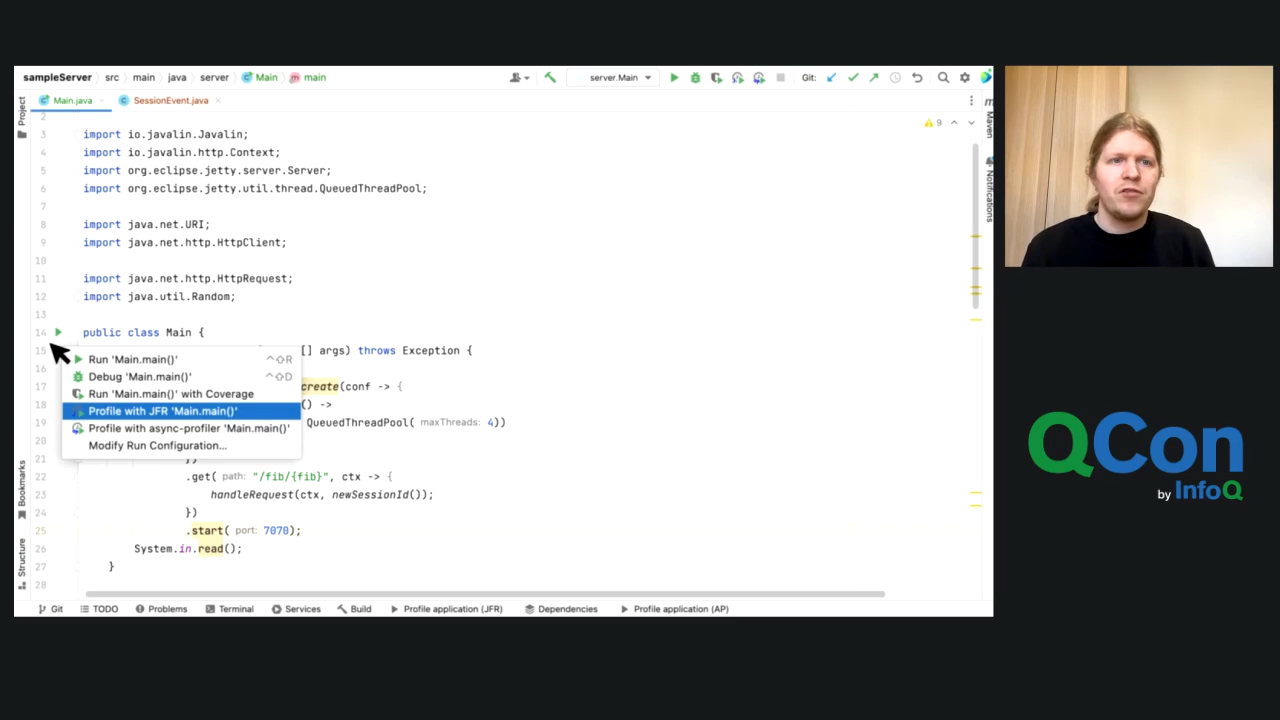 sampleServer src main java server Main main server.Main Git:
Main.java SessionEvent.java
Project
Maven
Notifications
Bookmarks
Structure
9
2
3 import io.javalin.Javalin;
4 import io.javalin.http.Context;
5 import org.eclipse.jetty.server.Server;
6 import org.eclipse.jetty.util.thread.QueuedThreadPool;
7
8 import java.net.URI;
9 import java.net.http.HttpClient;
10
11 import java.net.http.HttpRequest;
12 import java.util.Random;
13
14 public class Main {
15 [] args) throws Exception {
16
17 create(conf -> {
18 () ->
19 QueuedThreadPool( maxThreads: 4))
20
21 })
22 .get( path: "/fib/{fib}", ctx -> {
23 handleRequest(ctx, newSessionId());
24 })
25 .start( port: 7070);
26 System.in.read();
27 }
28
Run 'Main.main()' ^⇧R
Debug 'Main.main()' ^⇧D
Run 'Main.main()' with Coverage
Profile with JFR 'Main.main()'
Profile with async-profiler 'Main.main()'
Modify Run Configuration...
Git TODO Problems Terminal Services Build Profile application (JFR) Dependencies Profile application (AP)
QCon
by InfoQ